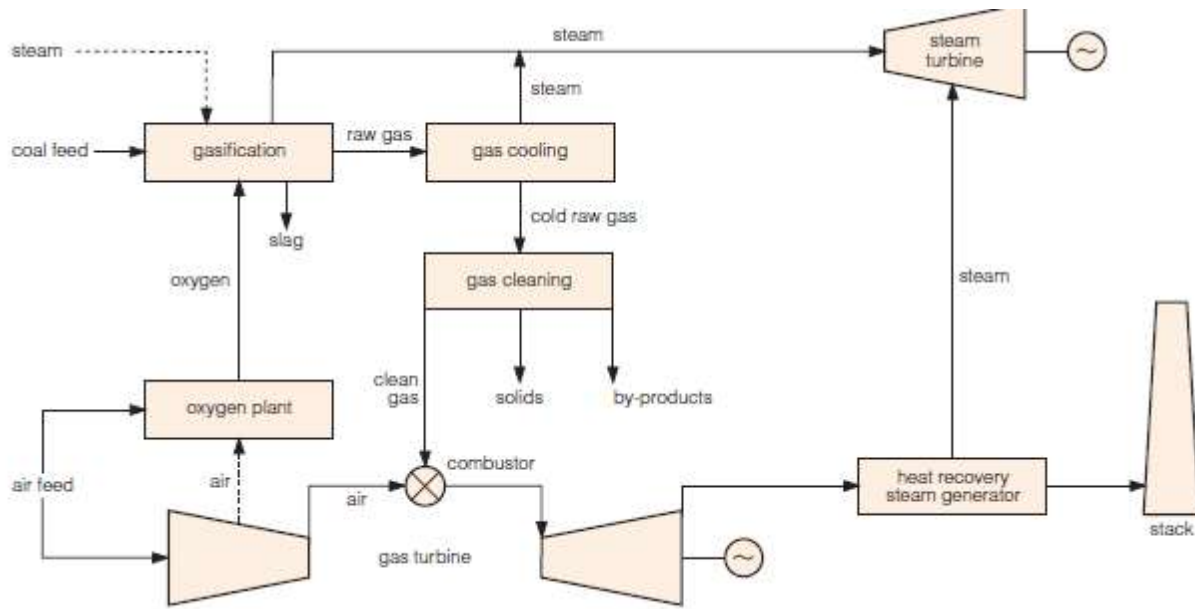 steam
steam
steam
turbine
steam
coal feed
gasification
raw gas
gas cooling
slag
cold raw gas
oxygen
gas cleaning
steam
clean
gas
solids
by-products
oxygen plant
air feed
air
combustor
air
heat recovery
steam generator
gas turbine
stack